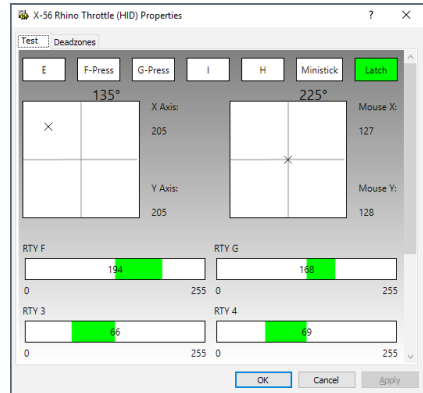 X-56 Rhino Throttle (HID) Properties
Test Deadzones
E F-Press G-Press I H Ministick Latch
135° 225°
X Axis: Mouse X:
205 127
Y Axis: Mouse Y:
205 128
RTY F RTY G
194 168
0 255 0 255
RTY 3 RTY 4
66 69
0 255 0 255
OK Cancel Apply